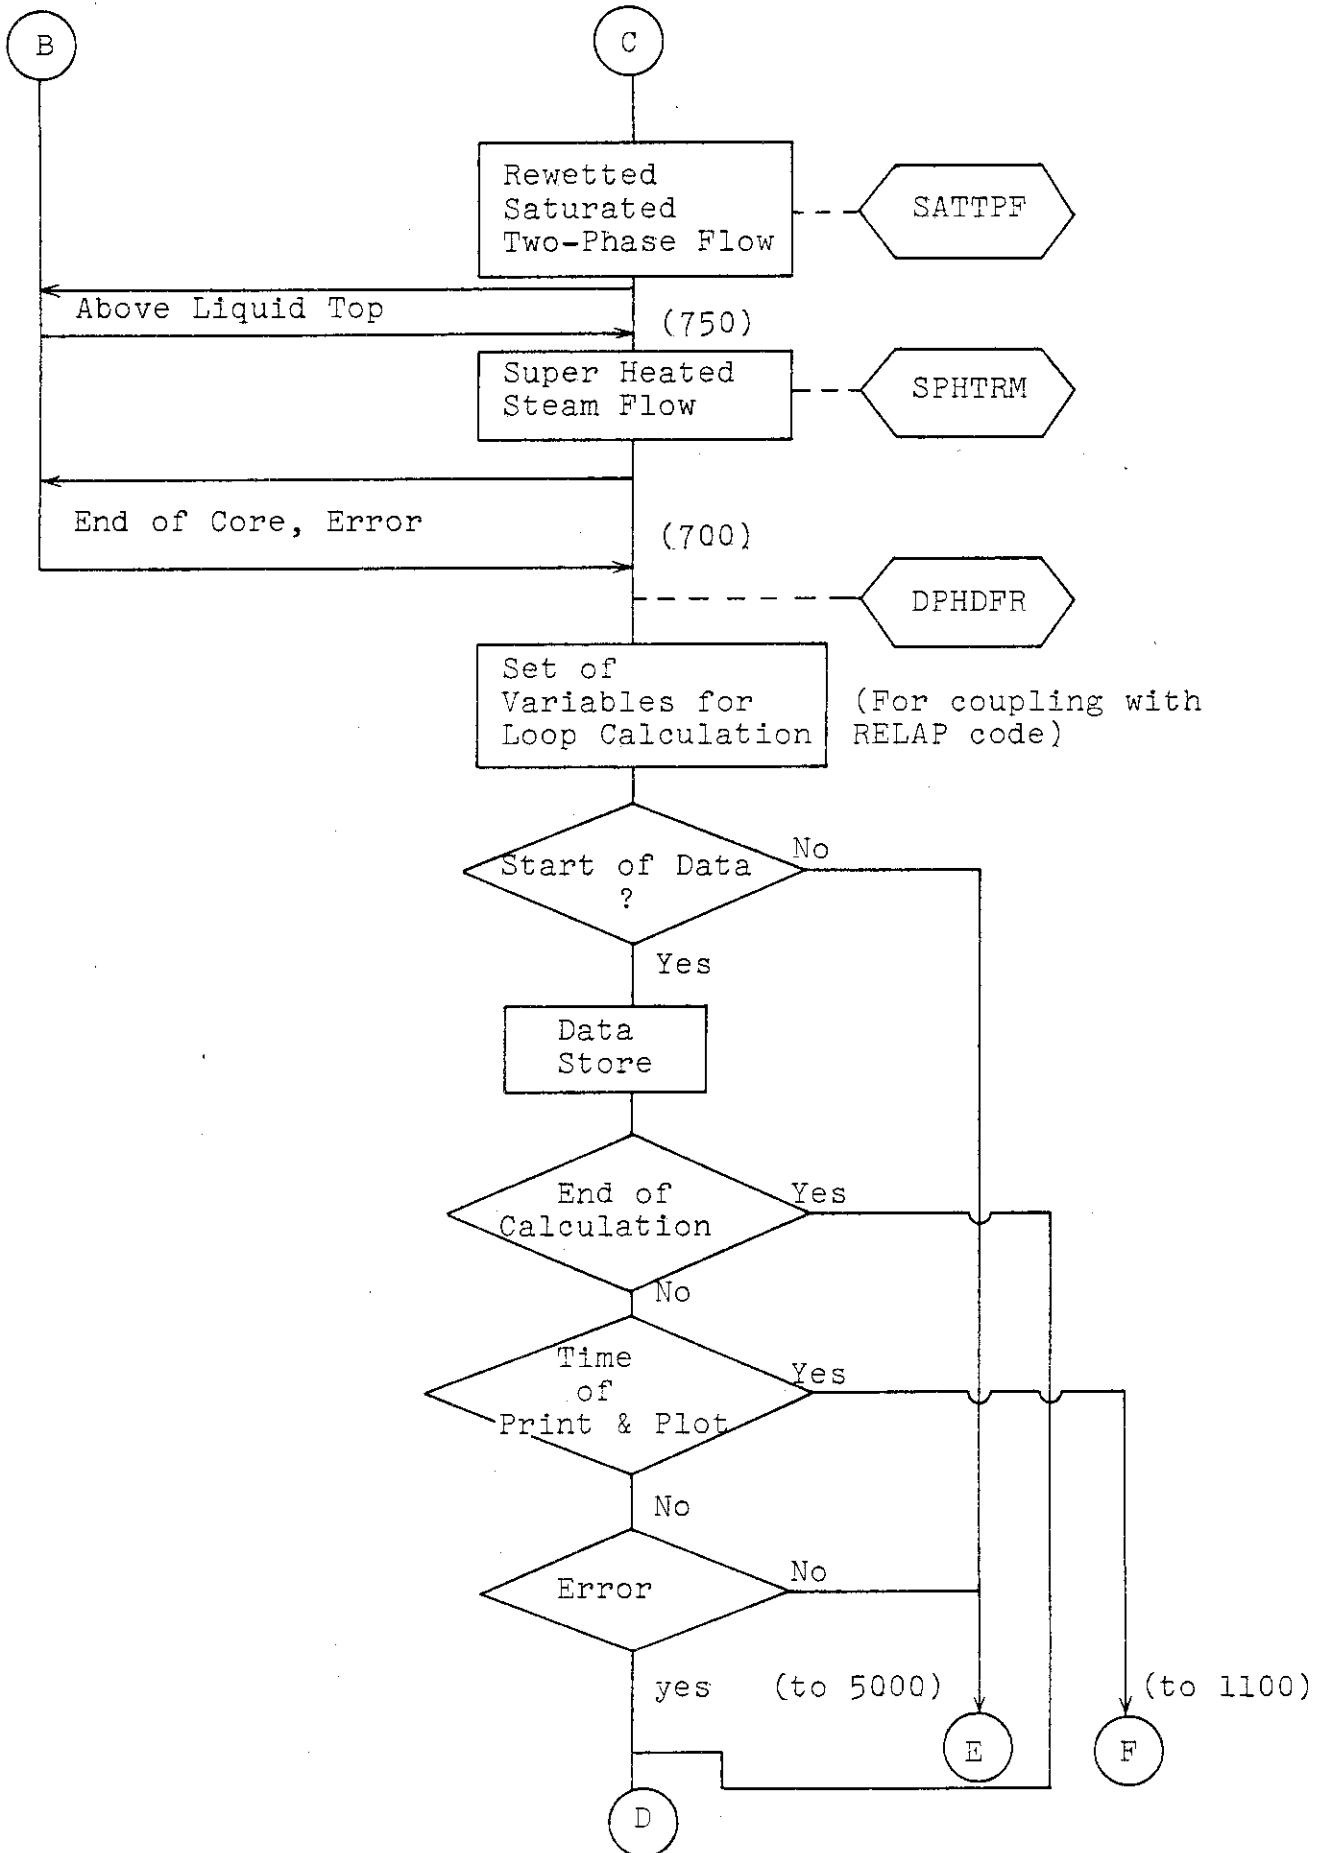 B
C
Rewetted
Saturated
Two-Phase Flow
SATTPF
Above Liquid Top
(750)
Super Heated
Steam Flow
SPHTRM
End of Core, Error
(700)
DPHDFR
Set of
Variables for
Loop Calculation
(For coupling with
RELAP code)
Start of Data
?
No
Yes
Data
Store
End of
Calculation
Yes
No
Time
of
Print & Plot
Yes
No
Error
No
yes
(to 5000)
(to 1100)
E
F
D